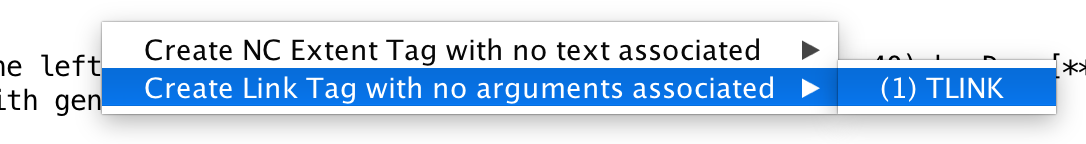 Create NC Extent Tag with no text associated ▶
he left
Create Link Tag with no arguments associated ▶ (1) TLINK
[**
ith gen